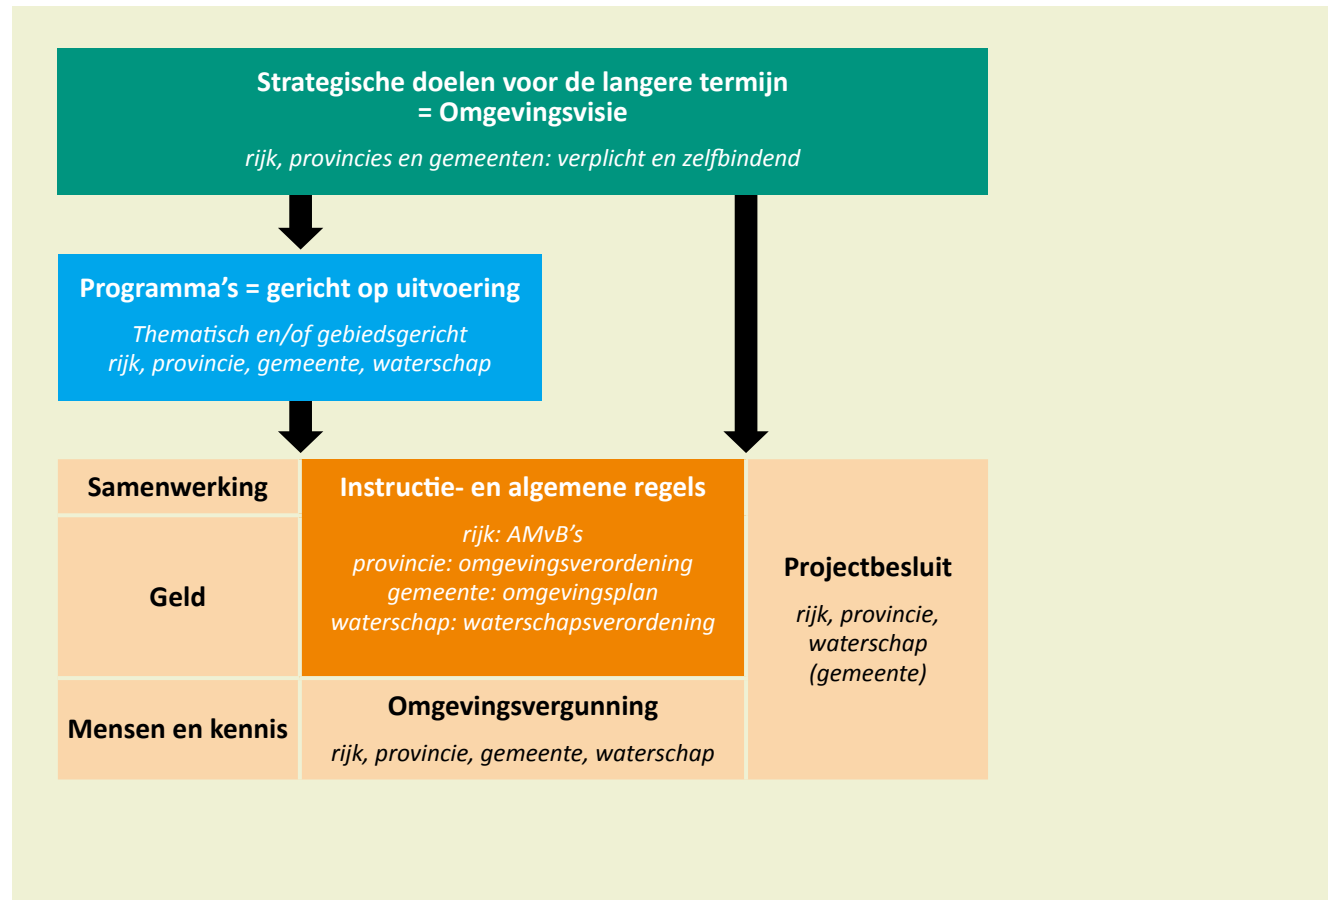 Strategische doelen voor de langere termijn
= Omgevingsvisie
rijk, provincies en gemeenten: verplicht en zelfbindend
Programma’s = gericht op uitvoering
Thematisch en/of gebiedsgericht
rijk, provincie, gemeente, waterschap
Samenwerking
Geld
Mensen en kennis
Instructie- en algemene regels
rijk: AMvB’s
provincie: omgevingsverordening
gemeente: omgevingsplan
waterschap: waterschapsverordening
Omgevingsvergunning
rijk, provincie, gemeente, waterschap
Projectbesluit
rijk, provincie,
waterschap
(gemeente)